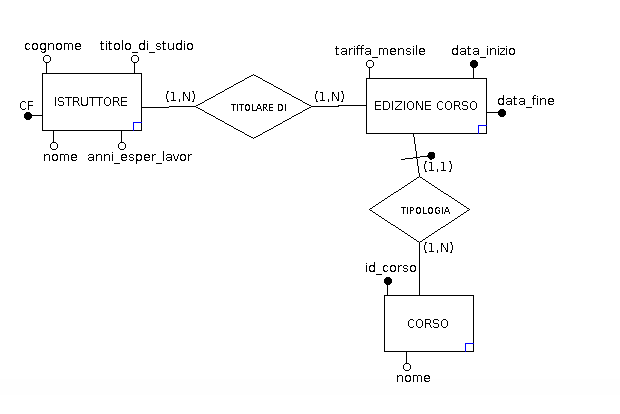 cognome titolo_di_studio
tariffa_mensile data_inizio
(1,N) (1,N)
CF ISTRUTTORE TITOLARE DI EDIZIONE CORSO data_fine
nome anni_esper_lavor
(1,1)
TIPOLOGIA
(1,N)
id_corso
CORSO
nome